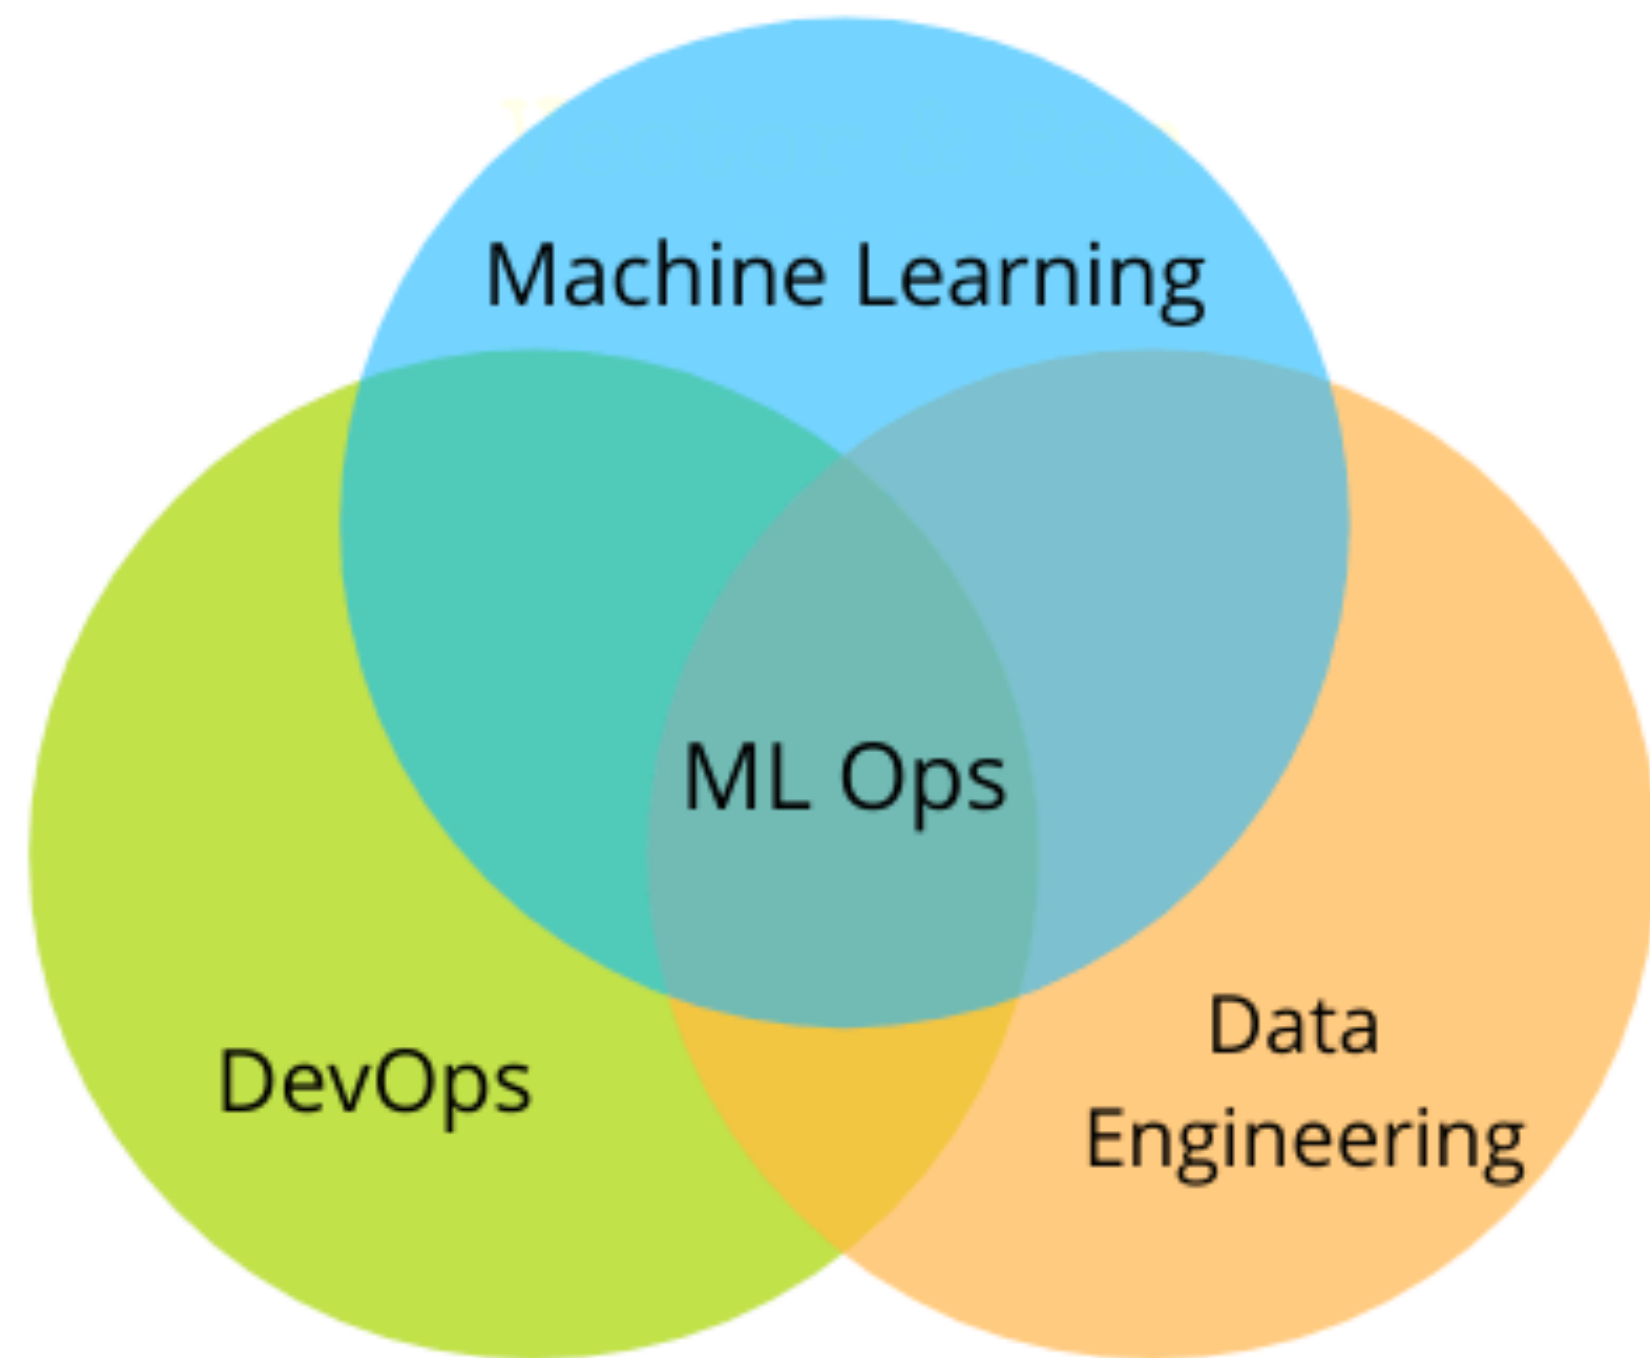 Machine Learning
ML Ops
DevOps
Data
Engineering